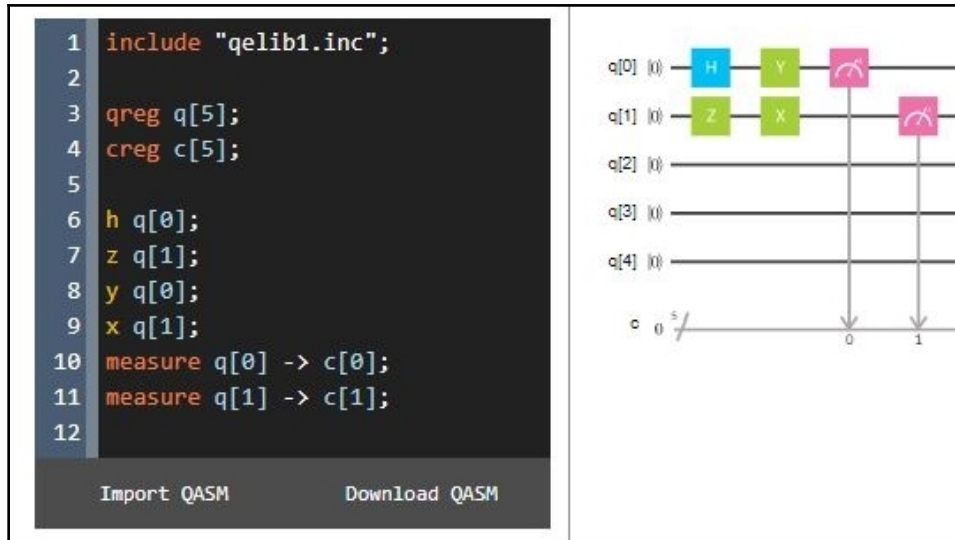 1 include "qelib1.inc";
2
3 qreg q[5];
4 creg c[5];
5
6 h q[0];
7 z q[1];
8 y q[0];
9 x q[1];
10 measure q[0] -> c[0];
11 measure q[1] -> c[1];
12
Import QASM Download QASM
q[0] |0⟩ H Y
q[1] |0⟩ Z X
q[2] |0⟩
q[3] |0⟩
q[4] |0⟩
c 0 5
0 1